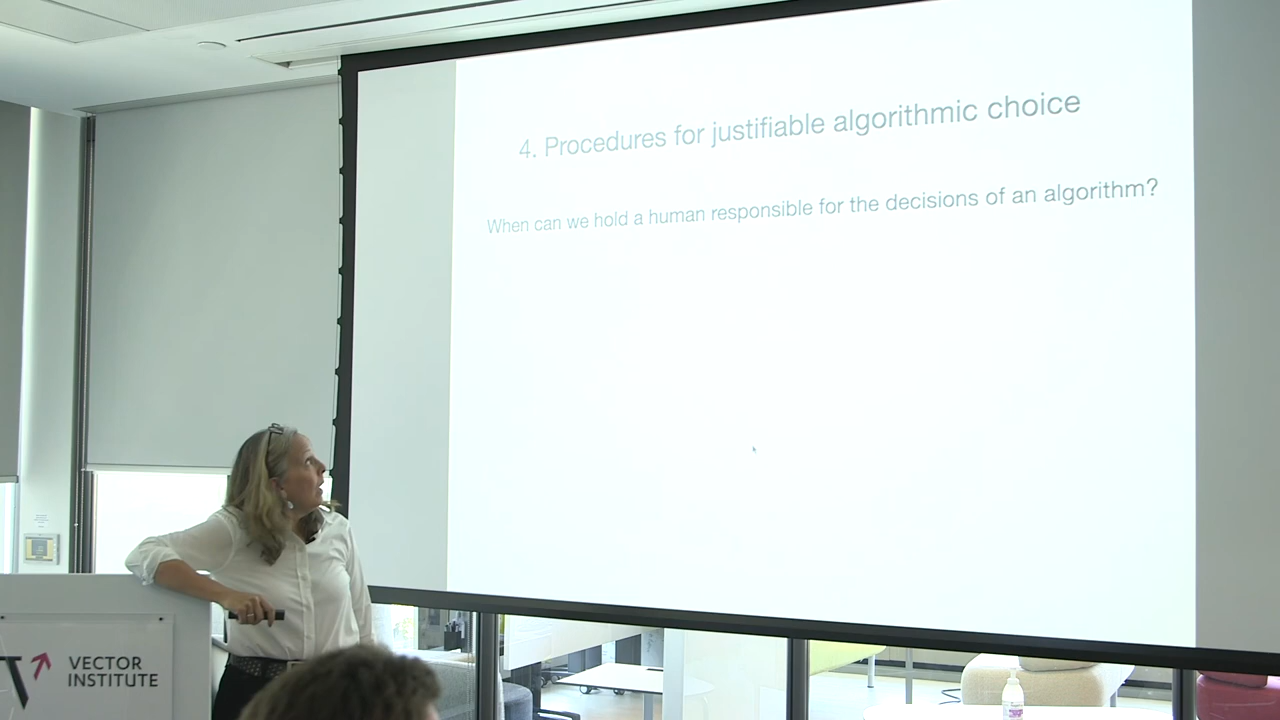 4. Procedures for justifiable algorithmic choice
When can we hold a human responsible for the decisions of an algorithm?
VECTOR
INSTITUTE